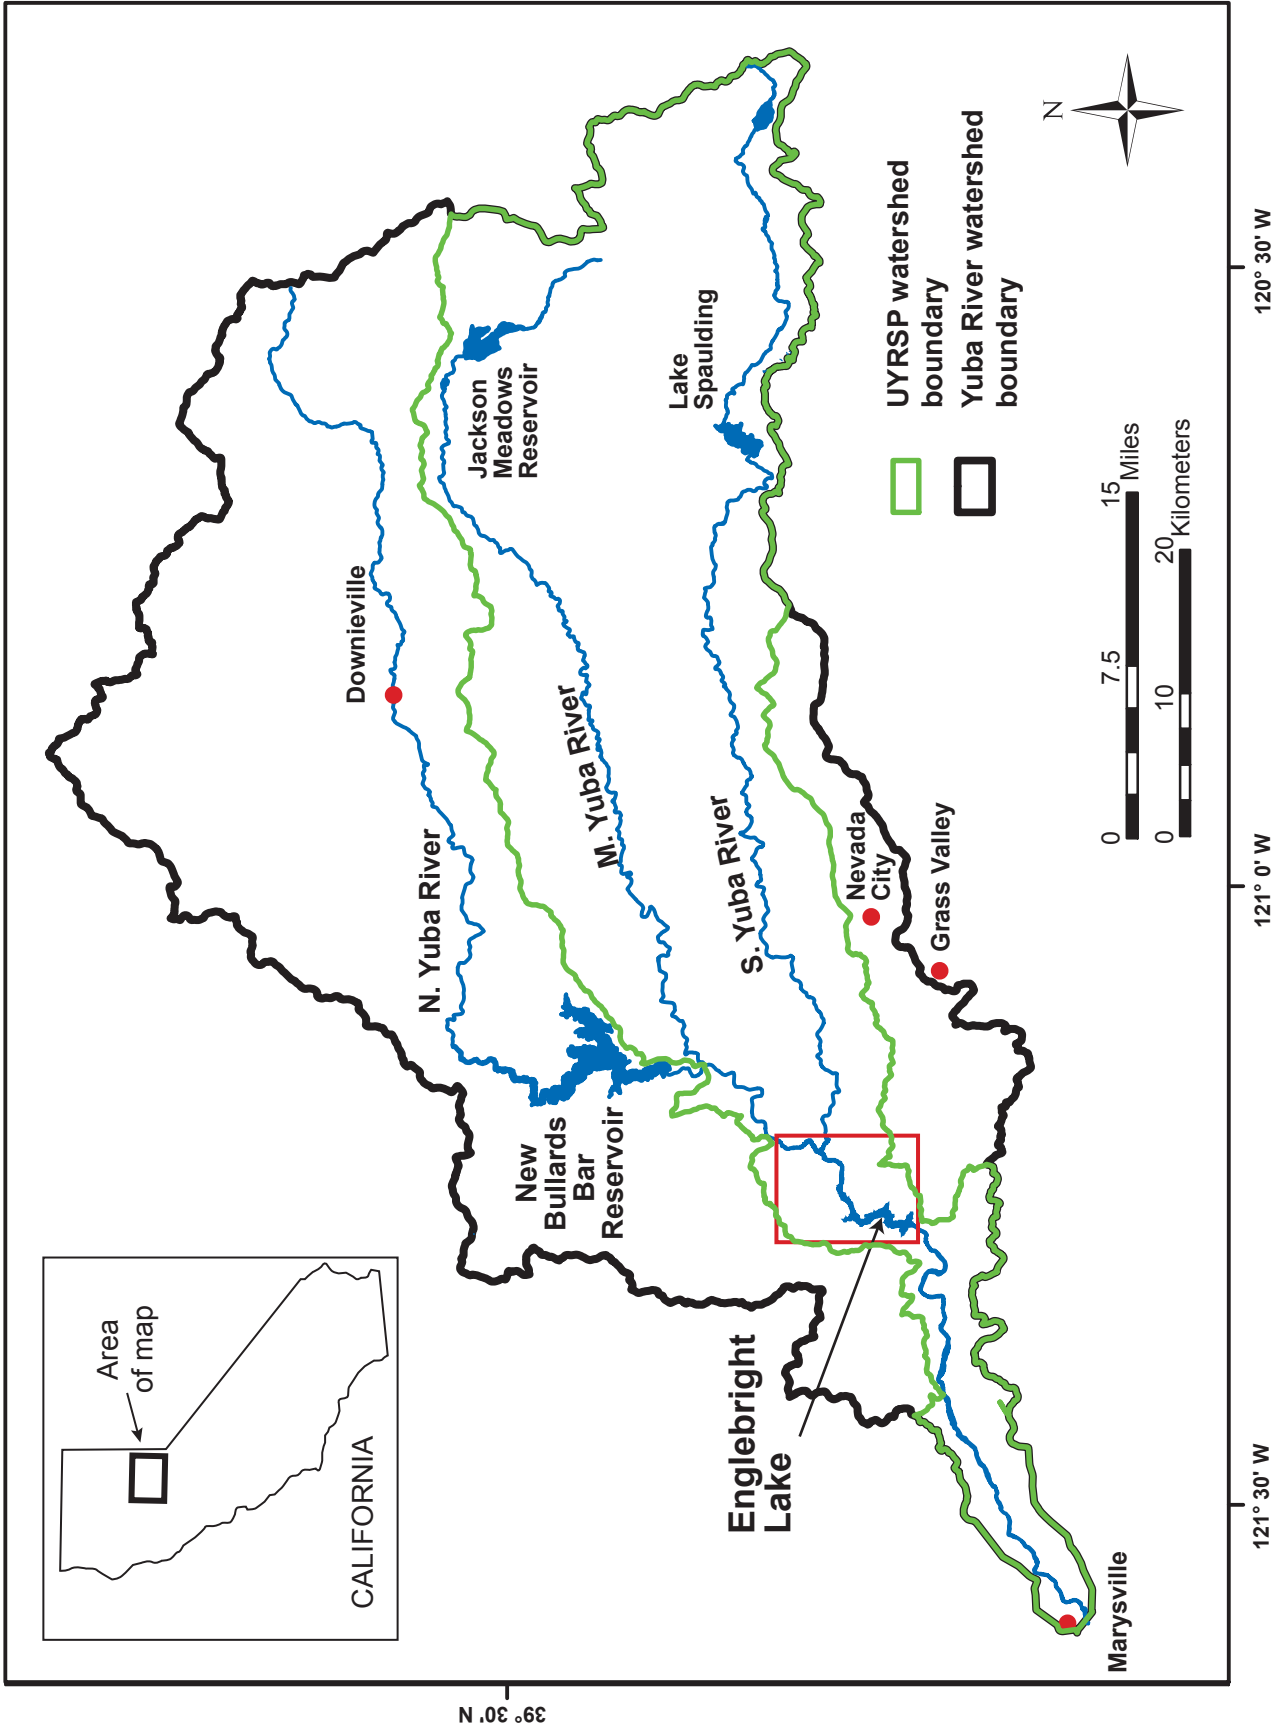 Area
of map
CALIFORNIA
Downieville
N. Yuba River
M. Yuba River
S. Yuba River
Jackson
Meadows
Reservoir
Lake
Spaulding
New
Bullards
Bar
Reservoir
Englebright
Lake
Nevada
City
Grass Valley
Marysville
N
UYRSP watershed
boundary
Yuba River watershed
boundary
0 7.5 15 Miles
0 10 20 Kilometers
39° 30' N
121° 30' W
121° 0' W
120° 30' W